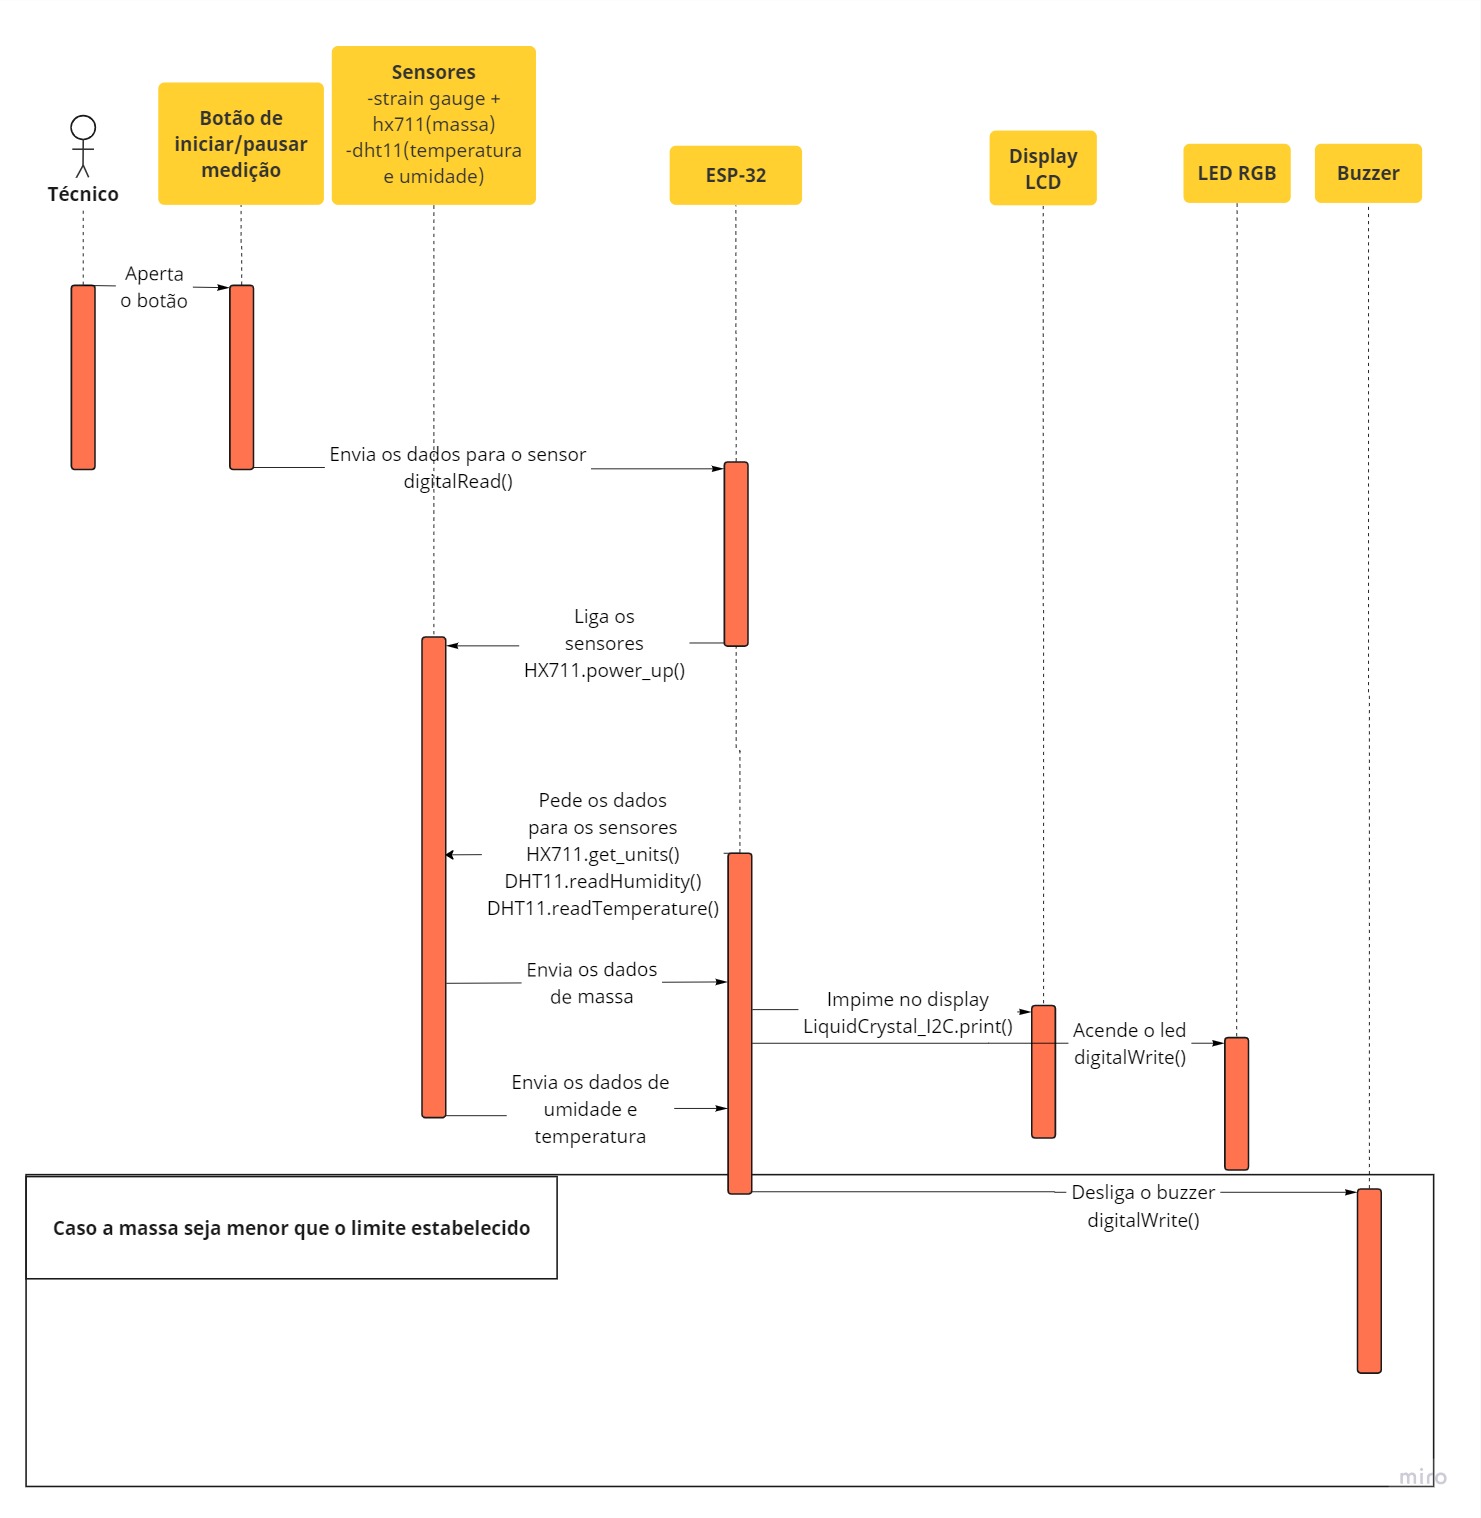 Sensores
-strain gauge +
hx711(massa)
-dht11(temperatura
e umidade)
Botão de
iniciar/pausar
medição
Técnico
ESP-32
Display
LCD
LED RGB
Buzzer
Aperta
o botão
Envia os dados para o sensor
digitalRead()
Liga os
sensores
HX711.power_up()
Pede os dados
para os sensores
HX711.get_units()
DHT11.readHumidity()
DHT11.readTemperature()
Envia os dados
de massa
Impime no display
LiquidCrystal_I2C.print()
Acende o led
digitalWrite()
Envia os dados de
umidade e
temperatura
Desliga o buzzer
digitalWrite()
Caso a massa seja menor que o limite estabelecido
miro